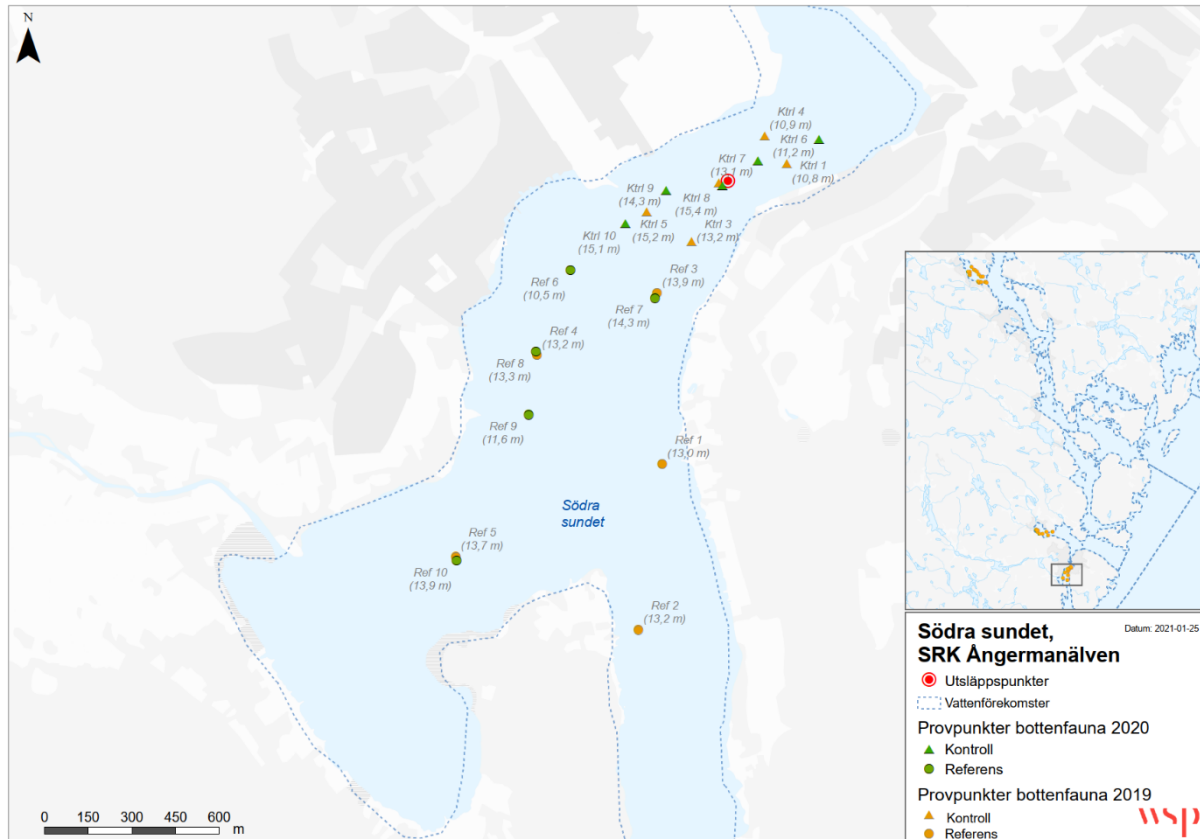 N
Ktrl 4
(10,9 m)
Ktrl 6
(11,2 m)
Ktrl 7
(13,1 m)
Ktrl 1
(10,8 m)
Ktrl 9
(14,3 m)
Ktrl 8
(15,4 m)
Ktrl 5
(15,2 m)
Ktrl 3
(13,2 m)
Ktrl 10
(15,1 m)
Ref 6
(10,5 m)
Ref 3
(13,9 m)
Ref 7
(14,3 m)
Ref 4
(13,2 m)
Ref 8
(13,3 m)
Ref 9
(11,6 m)
Ref 1
(13,0 m)
Södra
sundet
Ref 5
(13,7 m)
Ref 10
(13,9 m)
Ref 2
(13,2 m)
0 150 300 450 600
m
Södra sundet,
SRK Ångermanälven
Datum: 2021-01-25
Utsläppspunkter
Vattenförekomster
Provpunkter bottenfauna 2020
Kontroll
Referens
Provpunkter bottenfauna 2019
Kontroll
Referens
wsp